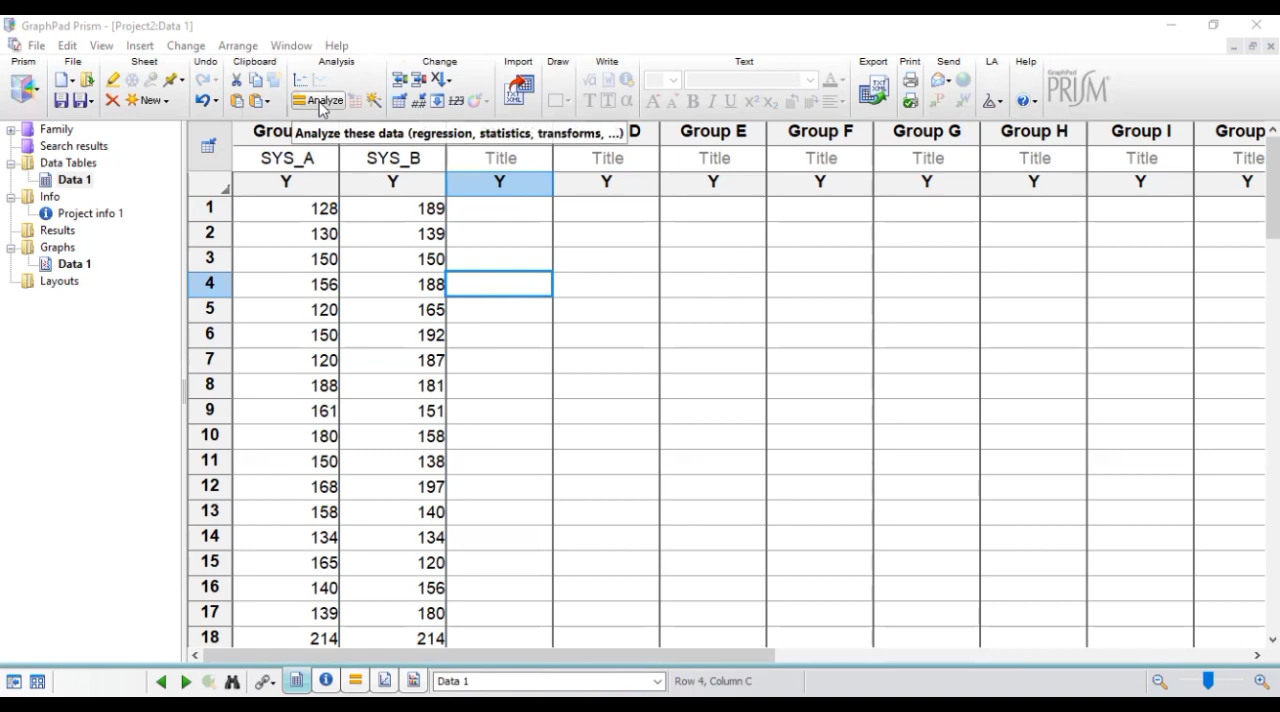 GraphPad Prism - [Project2:Data 1]
File Edit View Insert Change Arrange Window Help
Prism File Sheet Undo Clipboard Analysis Change Import Draw Write Text Export Print Send LA Help
New Analyze GraphPad PRISM
Analyze these data (regression, statistics, transforms, ...)
Family
Search results
Data Tables
Data 1
Info
Project info 1
Results
Graphs
Data 1
Layouts
Grou D Group E Group F Group G Group H Group I Group
SYS_A SYS_B Title Title Title Title Title Title Title Title
Y Y Y Y Y Y Y Y Y Y
1 128 189
2 130 139
3 150 150
4 156 188
5 120 165
6 150 192
7 120 187
8 188 181
9 161 151
10 180 158
11 150 138
12 168 197
13 158 140
14 134 134
15 165 120
16 140 156
17 139 180
18 214 214
Data 1 Row 4, Column C